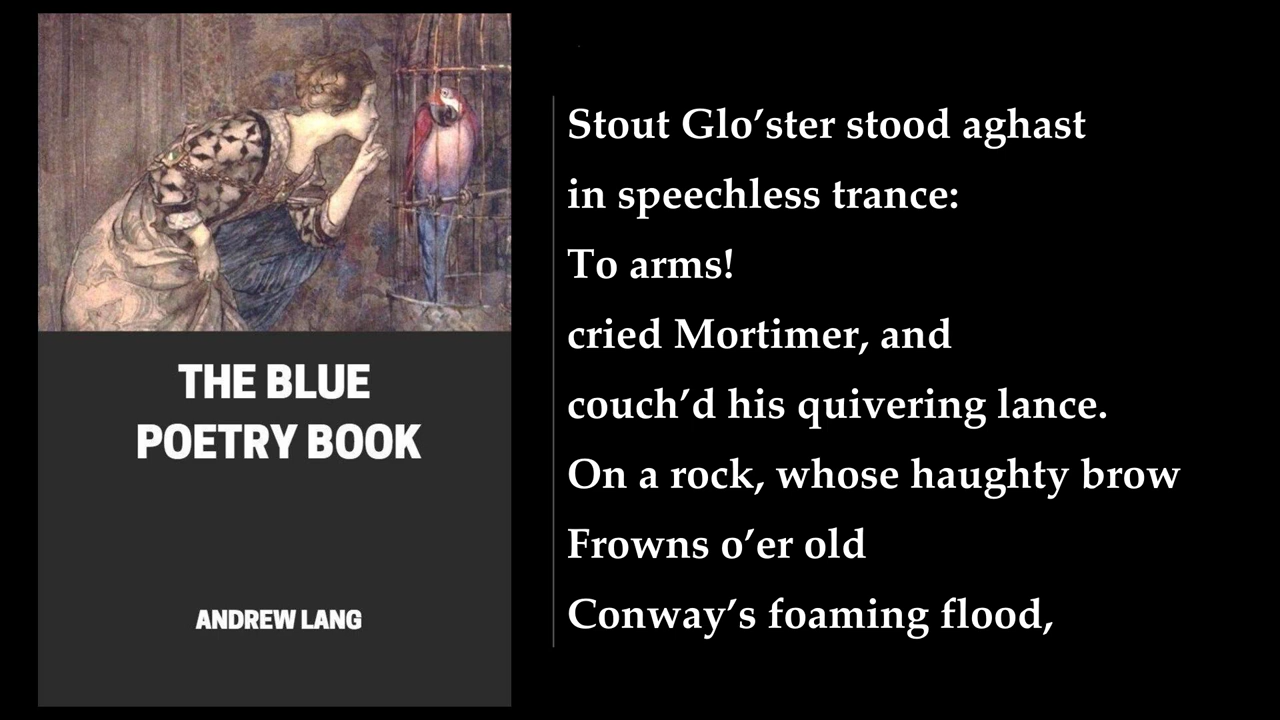 THE BLUE
POETRY BOOK
ANDREW LANG
Stout Glo’ster stood aghast
in speechless trance:
To arms!
cried Mortimer, and
couch’d his quivering lance.
On a rock, whose haughty brow
Frowns o’er old
Conway’s foaming flood,